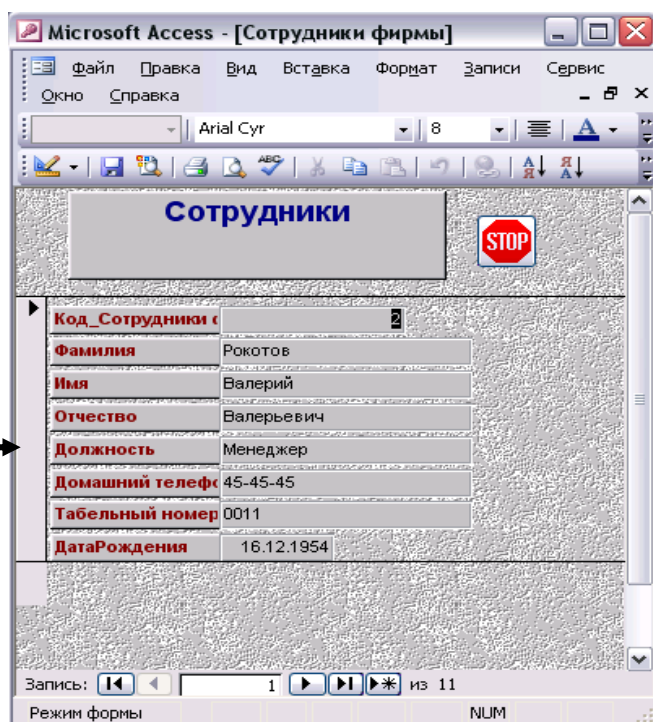 Microsoft Access - [Сотрудники фирмы]
Файл Правка Вид Вставка Формат Записи Сервис
Окно Справка
Arial Cyr 8
Сотрудники
STOP
Код_Сотрудники с 2
Фамилия Рокотов
Имя Валерий
Отчество Валерьевич
Должность Менеджер
Домашний телефо 45-45-45
Табельный номер 0011
ДатаРождения 16.12.1954
Запись: 1 из 11
Режим формы NUM